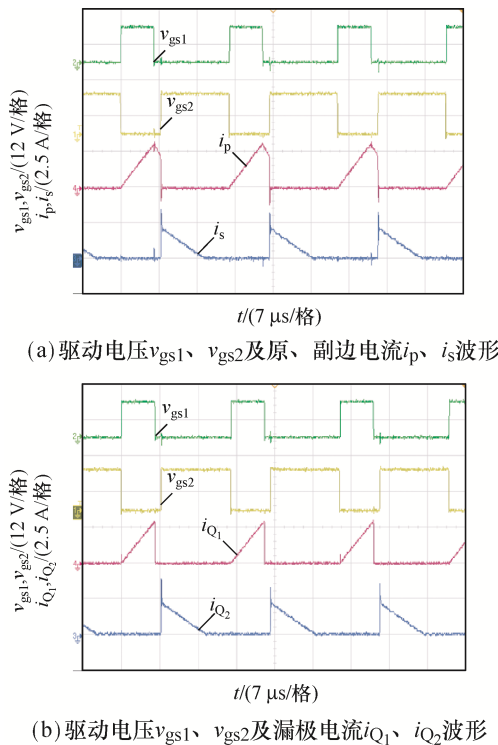 vgs1
vgs2
ip
is
vgs1,vgs2/(12 V/格)
ip,is/(2.5 A/格)
t/(7 μs/格)
(a)驱动电压vgs1、vgs2及原、副边电流ip、is波形
vgs1
vgs2
iQ1
iQ2
vgs1,vgs2/(12 V/格)
iQ1,iQ2/(2.5 A/格)
t/(7 μs/格)
(b)驱动电压vgs1、vgs2及漏极电流iQ1、iQ2波形